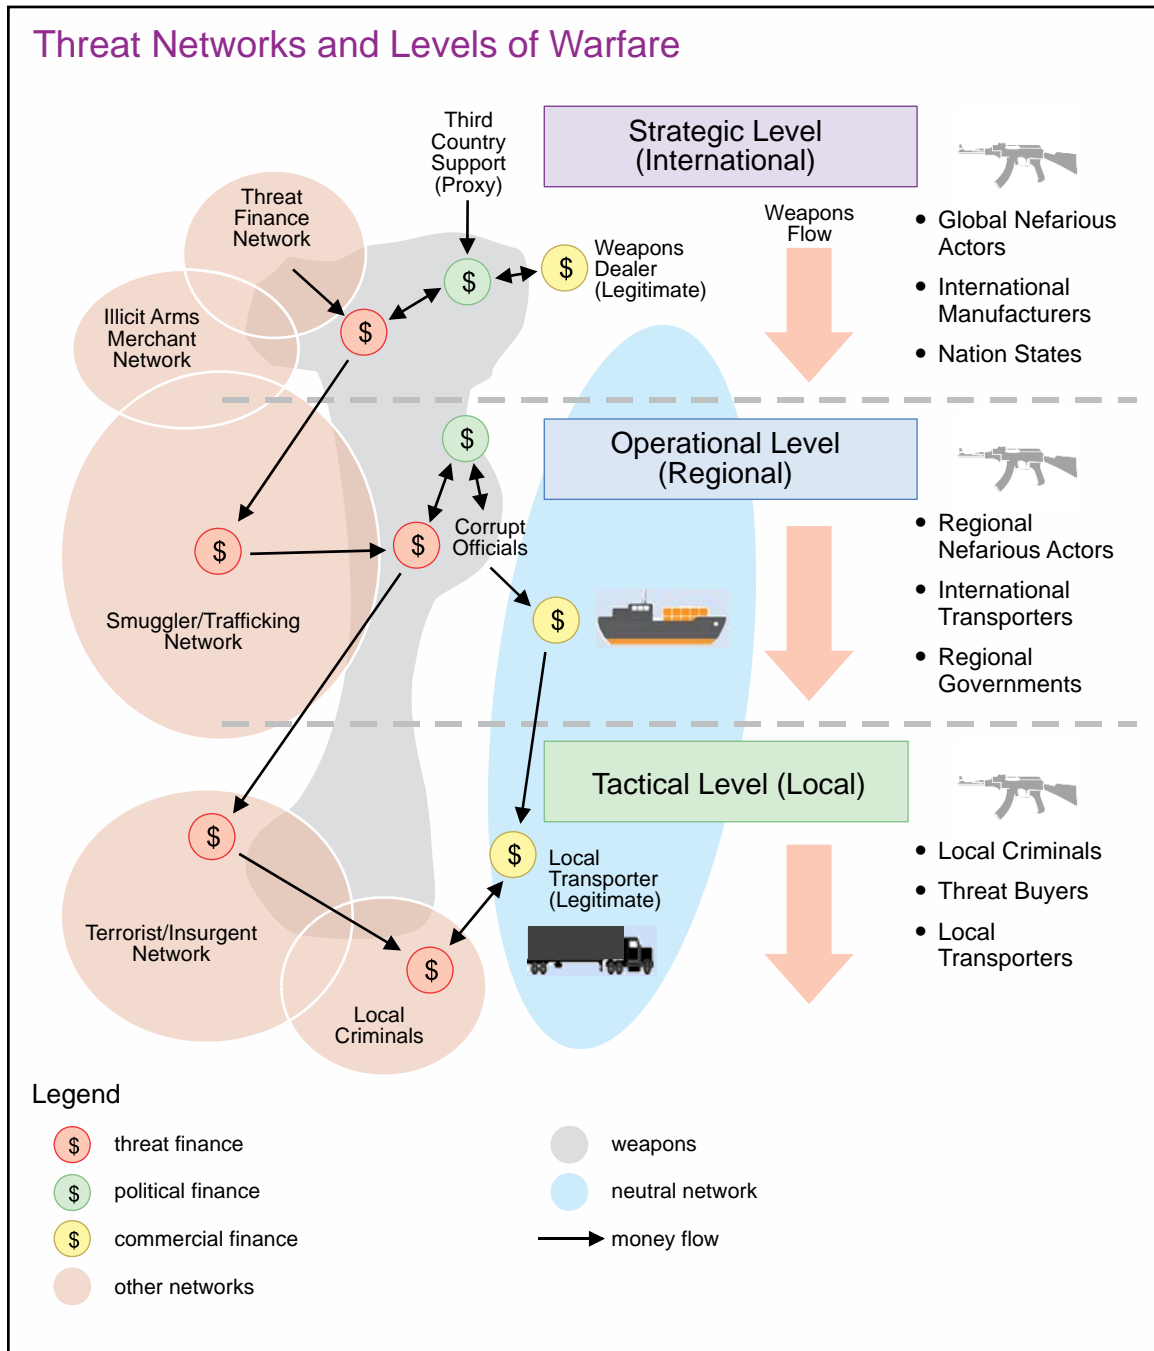 Threat Networks and Levels of Warfare
Third
Country
Support
(Proxy)
Strategic Level
(International)
Threat
Finance
Network
Weapons
Flow
• Global Nefarious
Actors
• International
Manufacturers
• Nation States
$
$
Weapons
Dealer
(Legitimate)
Illicit Arms
Merchant
Network
$
$
Operational Level
(Regional)
Corrupt
Officials
$
$
• Regional
Nefarious Actors
• International
Transporters
• Regional
Governments
Smuggler/Trafficking
Network
$
Tactical Level (Local)
$
$
Local
Transporter
(Legitimate)
• Local Criminals
• Threat Buyers
• Local
Transporters
Terrorist/Insurgent
Network
$
Local
Criminals
Legend
$ threat finance
$ political finance
$ commercial finance
other networks
weapons
neutral network
money flow